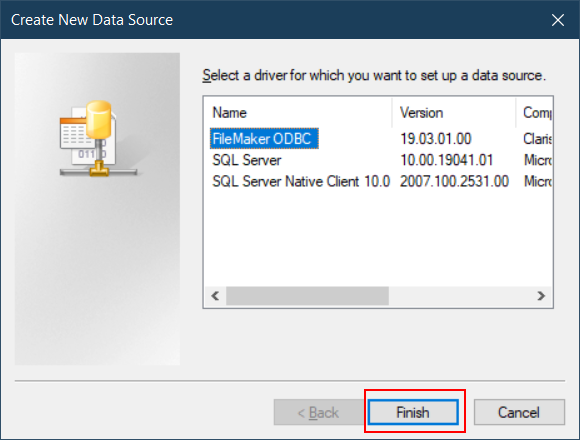 Create New Data Source
Select a driver for which you want to set up a data source.
Name Version Comp
FileMaker ODBC 19.03.01.00 Claris
SQL Server 10.00.19041.01 Micro
SQL Server Native Client 10.0 2007.100.2531.00 Micro
01110
< Back Finish Cancel